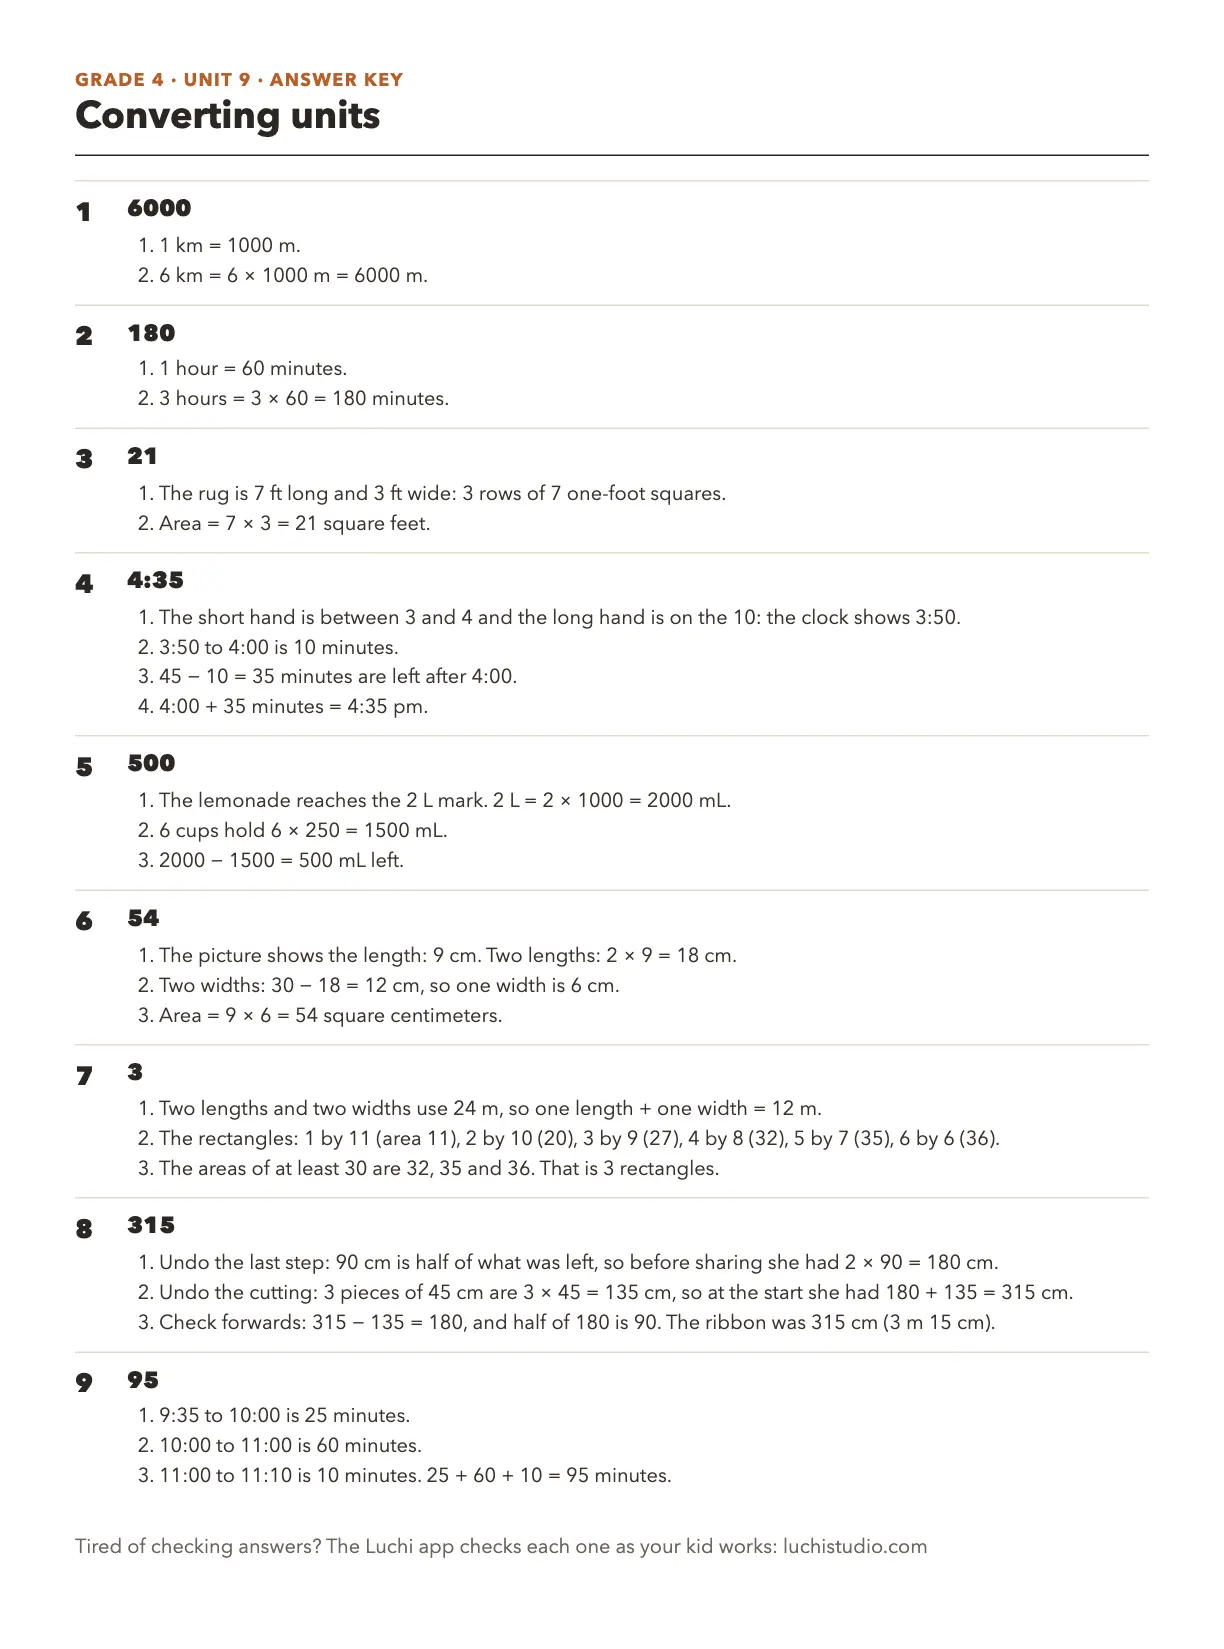 GRADE 4 · UNIT 9 · ANSWER KEY
Converting units
1 6000
1. 1 km = 1000 m.
2. 6 km = 6 × 1000 m = 6000 m.
2 180
1. 1 hour = 60 minutes.
2. 3 hours = 3 × 60 = 180 minutes.
3 21
1. The rug is 7 ft long and 3 ft wide: 3 rows of 7 one-foot squares.
2. Area = 7 × 3 = 21 square feet.
4 4:35
1. The short hand is between 3 and 4 and the long hand is on the 10: the clock shows 3:50.
2. 3:50 to 4:00 is 10 minutes.
3. 45 − 10 = 35 minutes are left after 4:00.
4. 4:00 + 35 minutes = 4:35 pm.
5 500
1. The lemonade reaches the 2 L mark. 2 L = 2 × 1000 = 2000 mL.
2. 6 cups hold 6 × 250 = 1500 mL.
3. 2000 − 1500 = 500 mL left.
6 54
1. The picture shows the length: 9 cm. Two lengths: 2 × 9 = 18 cm.
2. Two widths: 30 − 18 = 12 cm, so one width is 6 cm.
3. Area = 9 × 6 = 54 square centimeters.
7 3
1. Two lengths and two widths use 24 m, so one length + one width = 12 m.
2. The rectangles: 1 by 11 (area 11), 2 by 10 (20), 3 by 9 (27), 4 by 8 (32), 5 by 7 (35), 6 by 6 (36).
3. The areas of at least 30 are 32, 35 and 36. That is 3 rectangles.
8 315
1. Undo the last step: 90 cm is half of what was left, so before sharing she had 2 × 90 = 180 cm.
2. Undo the cutting: 3 pieces of 45 cm are 3 × 45 = 135 cm, so at the start she had 180 + 135 = 315 cm.
3. Check forwards: 315 − 135 = 180, and half of 180 is 90. The ribbon was 315 cm (3 m 15 cm).
9 95
1. 9:35 to 10:00 is 25 minutes.
2. 10:00 to 11:00 is 60 minutes.
3. 11:00 to 11:10 is 10 minutes. 25 + 60 + 10 = 95 minutes.
Tired of checking answers? The Luchi app checks each one as your kid works: luchistudio.com